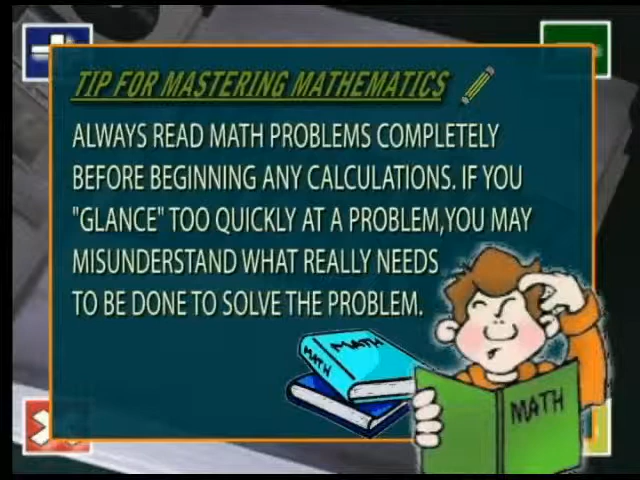 TIP FOR MASTERING MATHEMATICS
ALWAYS READ MATH PROBLEMS COMPLETELY
BEFORE BEGINNING ANY CALCULATIONS. IF YOU
"GLANCE" TOO QUICKLY AT A PROBLEM,YOU MAY
MISUNDERSTAND WHAT REALLY NEEDS
TO BE DONE TO SOLVE THE PROBLEM.
MATH
MATH
MATH